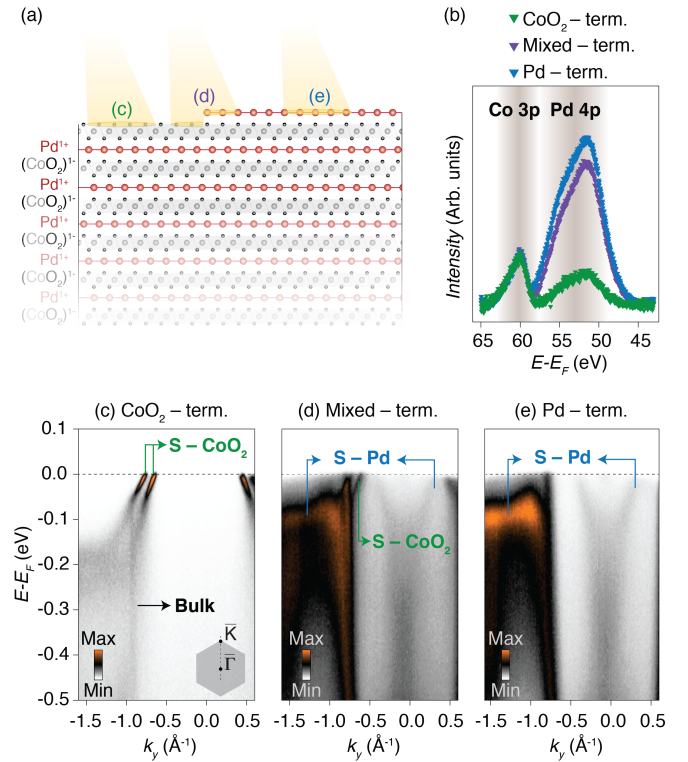 (a)
(c)
(d)
(e)
Pd¹⁺
(CoO₂)¹⁻
Pd¹⁺
(CoO₂)¹⁻
Pd¹⁺
(CoO₂)¹⁻
Pd¹⁺
(CoO₂)¹⁻
Pd¹⁺
(CoO₂)¹⁻
(b)
CoO₂ – term.
Mixed – term.
Pd – term.
Co 3p Pd 4p
Intensity (Arb. units)
65 60 55 50 45
E-E_F (eV)
(c) CoO₂ – term.
0.1
0.0
-0.1
-0.2
-0.3
-0.4
-0.5
E-E_F (eV)
S – CoO₂
Bulk
Max
Min
K̅
Γ̅
-1.5 -1.0 -0.5 0.0 0.5
k_y (Å⁻¹)
(d) Mixed – term.
S – Pd
S – CoO₂
Max
Min
-1.5 -1.0 -0.5 0.0 0.5
k_y (Å⁻¹)
(e) Pd – term.
S – Pd
Max
Min
-1.5 -1.0 -0.5 0.0 0.5
k_y (Å⁻¹)